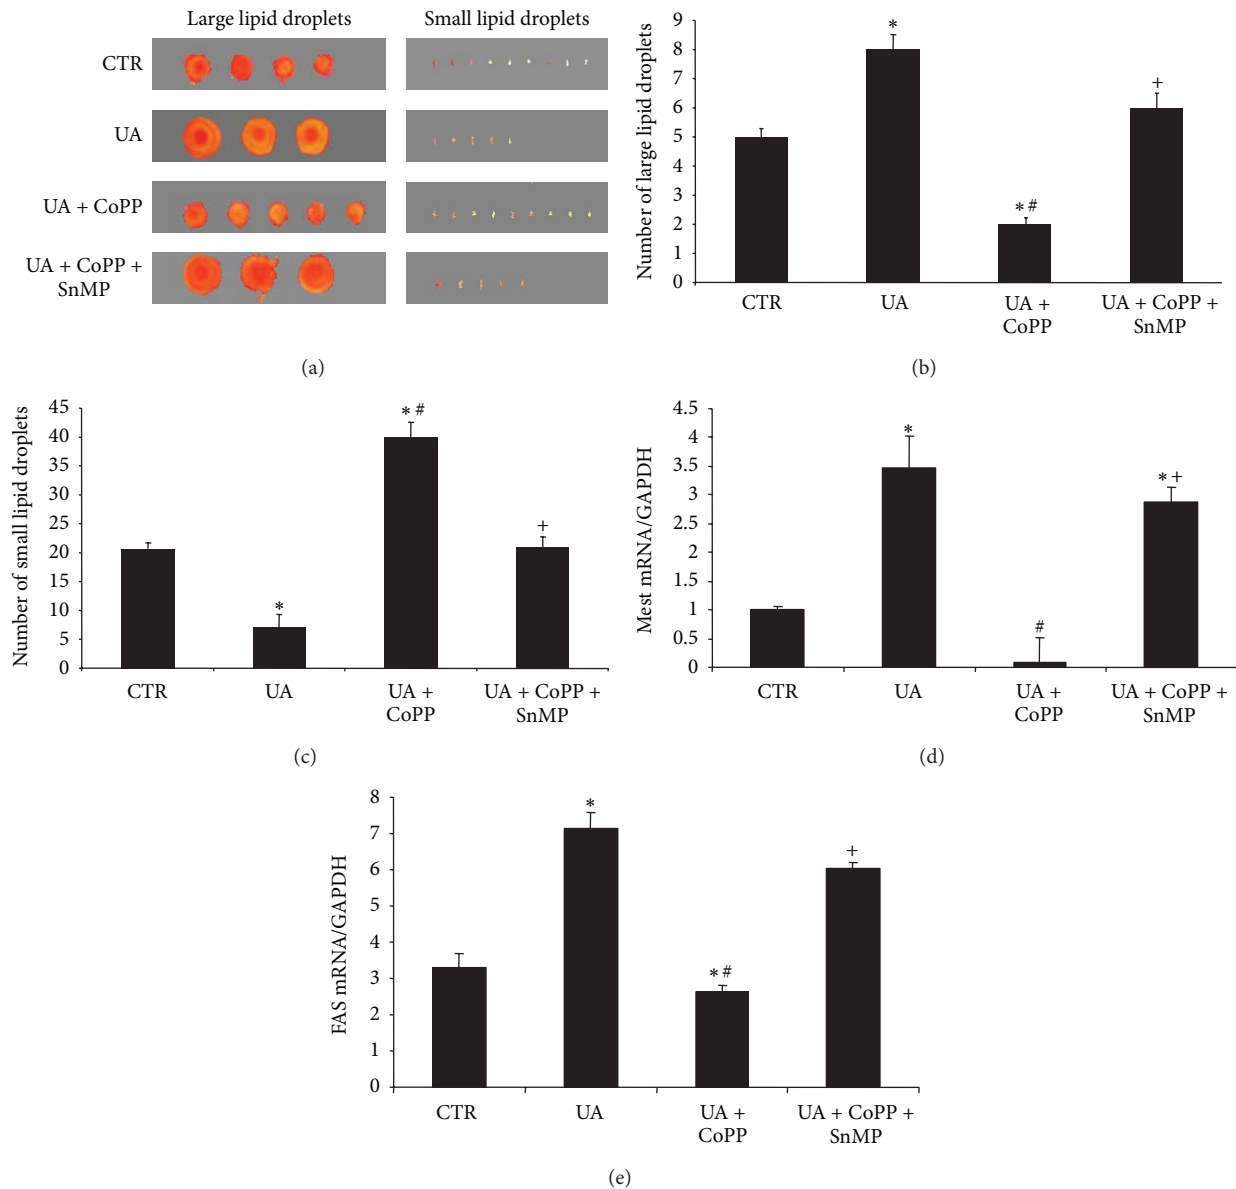 Large lipid droplets
Small lipid droplets
CTR
UA
UA + CoPP
UA + CoPP +
SnMP
(a)
Number of large lipid droplets
9
8
7
6
5
4
3
2
1
0
*
* #
+
CTR
UA
UA +
CoPP
UA + CoPP +
SnMP
(b)
Number of small lipid droplets
45
40
35
30
25
20
15
10
5
0
*
* #
+
CTR
UA
UA +
CoPP
UA + CoPP +
SnMP
(c)
Mest mRNA/GAPDH
4.5
4
3.5
3
2.5
2
1.5
1
0.5
0
*
#
* +
CTR
UA
UA +
CoPP
UA + CoPP +
SnMP
(d)
FAS mRNA/GAPDH
8
7
6
5
4
3
2
1
0
*
* #
+
CTR
UA
UA +
CoPP
UA + CoPP +
SnMP
(e)